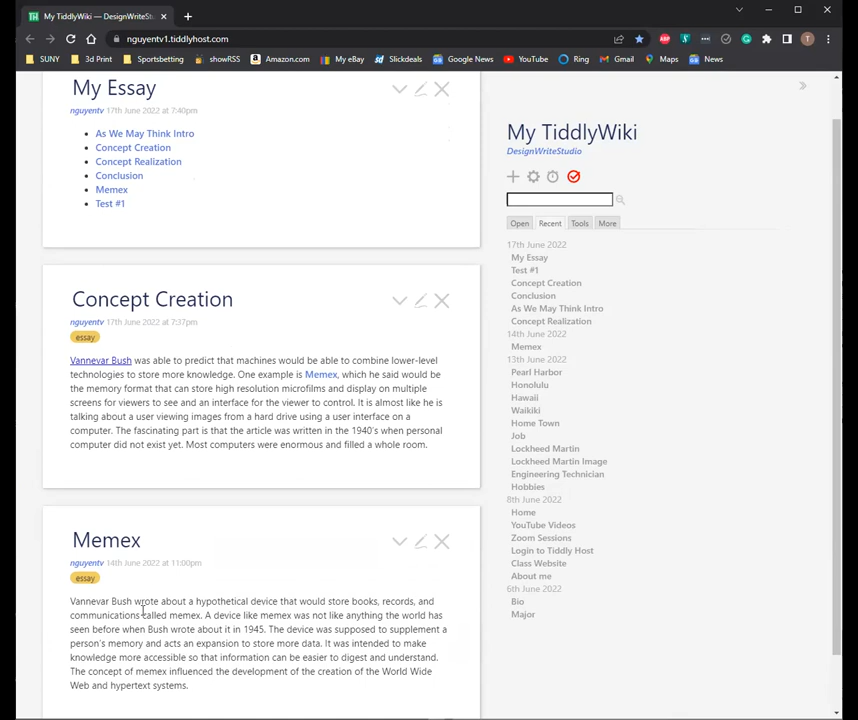 My TiddlyWiki — DesignWriteStu
nguyentv1.tiddlyhost.com
SUNY 3d Print Sportsbetting showRSS Amazon.com My eBay Slickdeals Google News YouTube Ring Gmail Maps News
My Essay
nguyentv 17th June 2022 at 7:40pm
As We May Think Intro
Concept Creation
Concept Realization
Conclusion
Memex
Test #1
Concept Creation
nguyentv 17th June 2022 at 7:37pm
essay
Vannevar Bush was able to predict that machines would be able to combine lower-level
technologies to store more knowledge. One example is Memex, which he said would be
the memory format that can store high resolution microfilms and display on multiple
screens for viewers to see and an interface for the viewer to control. It is almost like he is
talking about a user viewing images from a hard drive using a user interface on a
computer. The fascinating part is that the article was written in the 1940's when personal
computer did not exist yet. Most computers were enormous and filled a whole room.
Memex
nguyentv 14th June 2022 at 11:00pm
essay
Vannevar Bush wrote about a hypothetical device that would store books, records, and
communications called memex. A device like memex was not like anything the world has
seen before when Bush wrote about it in 1945. The device was supposed to supplement a
person's memory and acts an expansion to store more data. It was intended to make
knowledge more accessible so that information can be easier to digest and understand.
The concept of memex influenced the development of the creation of the World Wide
Web and hypertext systems.
My TiddlyWiki
DesignWriteStudio
Open Recent Tools More
17th June 2022
My Essay
Test #1
Concept Creation
Conclusion
As We May Think Intro
Concept Realization
14th June 2022
Memex
13th June 2022
Pearl Harbor
Honolulu
Hawaii
Waikiki
Home Town
Job
Lockheed Martin
Lockheed Martin Image
Engineering Technician
Hobbies
8th June 2022
Home
YouTube Videos
Zoom Sessions
Login to Tiddly Host
Class Website
About me
6th June 2022
Bio
Major